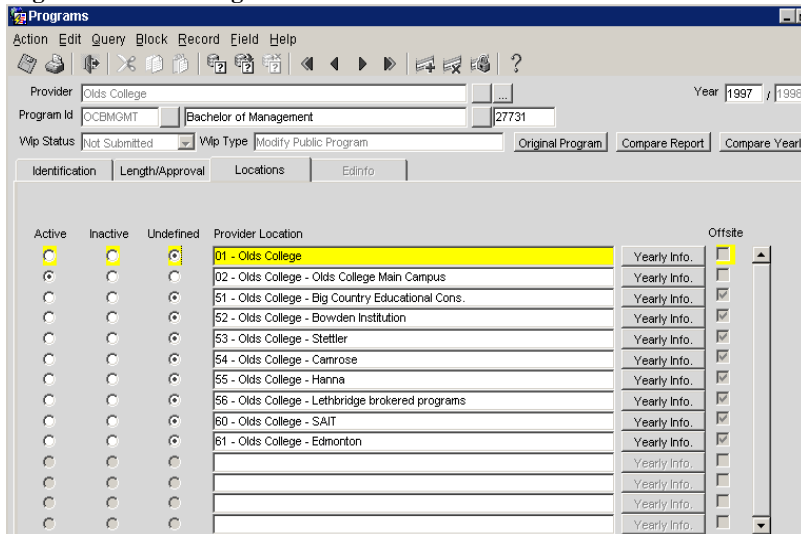 Programs
Action Edit Query Block Record Field Help
Provider Olds College ... Year 1997 / 1998
Program Id OCBMGMT Bachelor of Management 27731
Wip Status Not Submitted Wip Type Modify Public Program Original Program Compare Report Compare Yearl
Identification Length/Approval Locations Edinfo
Active Inactive Undefined Provider Location Offsite
01 - Olds College Yearly Info.
02 - Olds College - Olds College Main Campus Yearly Info.
51 - Olds College - Big Country Educational Cons. Yearly Info.
52 - Olds College - Bowden Institution Yearly Info.
53 - Olds College - Stettler Yearly Info.
54 - Olds College - Camrose Yearly Info.
55 - Olds College - Hanna Yearly Info.
56 - Olds College - Lethbridge brokered programs Yearly Info.
60 - Olds College - SAIT Yearly Info.
61 - Olds College - Edmonton Yearly Info.
Yearly Info.
Yearly Info.
Yearly Info.
Yearly Info.